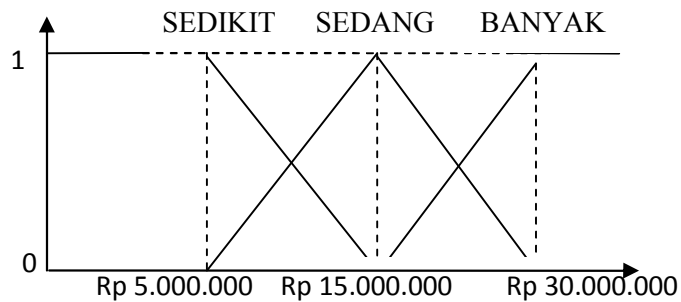 SEDIKIT SEDANG BANYAK
1
0
Rp 5.000.000 Rp 15.000.000 Rp 30.000.000